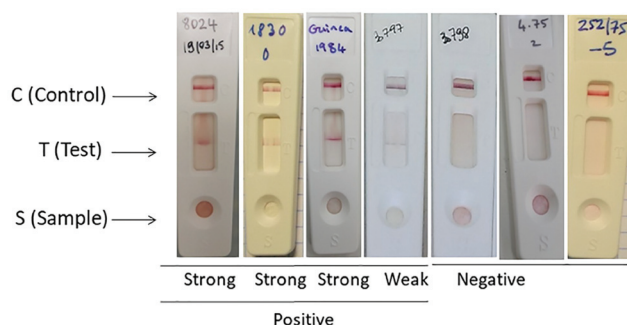 8024
19/03/15
1830
0
Guinea
1984
3797
3798
4.75
2
252/75
-S
C (Control)
C
C
C
C
T (Test)
T
T
T
S (Sample)
S
S
S
S
Strong Strong Strong Weak Negative
Positive